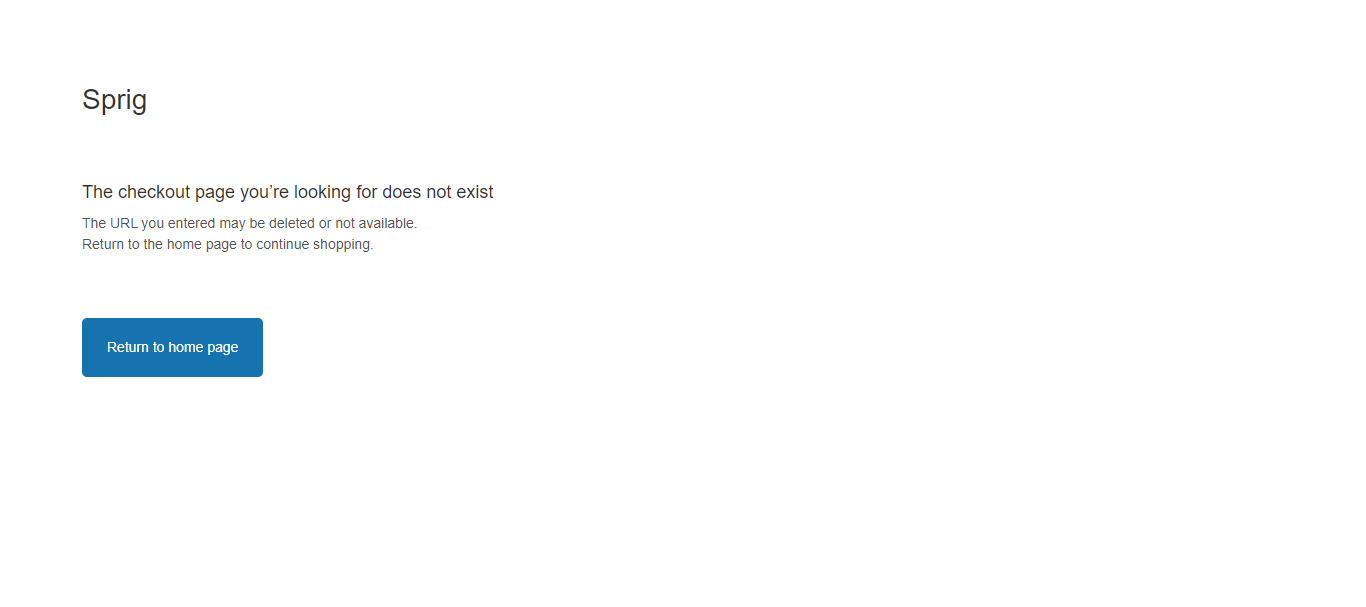 Sprig
The checkout page you’re looking for does not exist
The URL you entered may be deleted or not available.
Return to the home page to continue shopping.
Return to home page